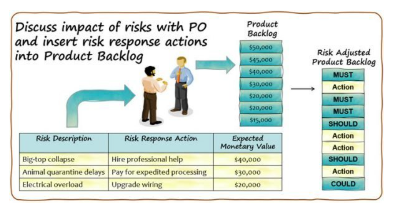 Discuss impact of risks with PO
and insert risk response actions
into Product Backlog
Product
Backlog
$50,000
$45,000
$40,000
$30,000
$20,000
$20,000
$15,000
Risk Adjusted
Product Backlog
MUST
Action
MUST
MUST
SHOULD
Action
Action
SHOULD
Action
COULD
Risk Description Risk Response Action Expected
Monetary Value
Big-top collapse Hire professional help $40,000
Animal quarantine delays Pay for expedited processing $30,000
Electrical overload Upgrade wiring $20,000